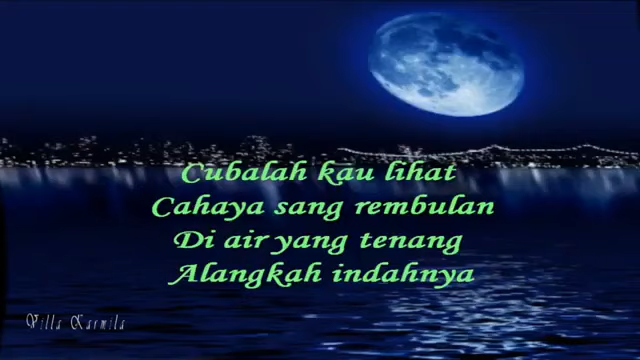 Cubalah kau lihat
Cahaya sang rembulan
Di air yang tenang
Alangkah indahnya
Villa Karmila